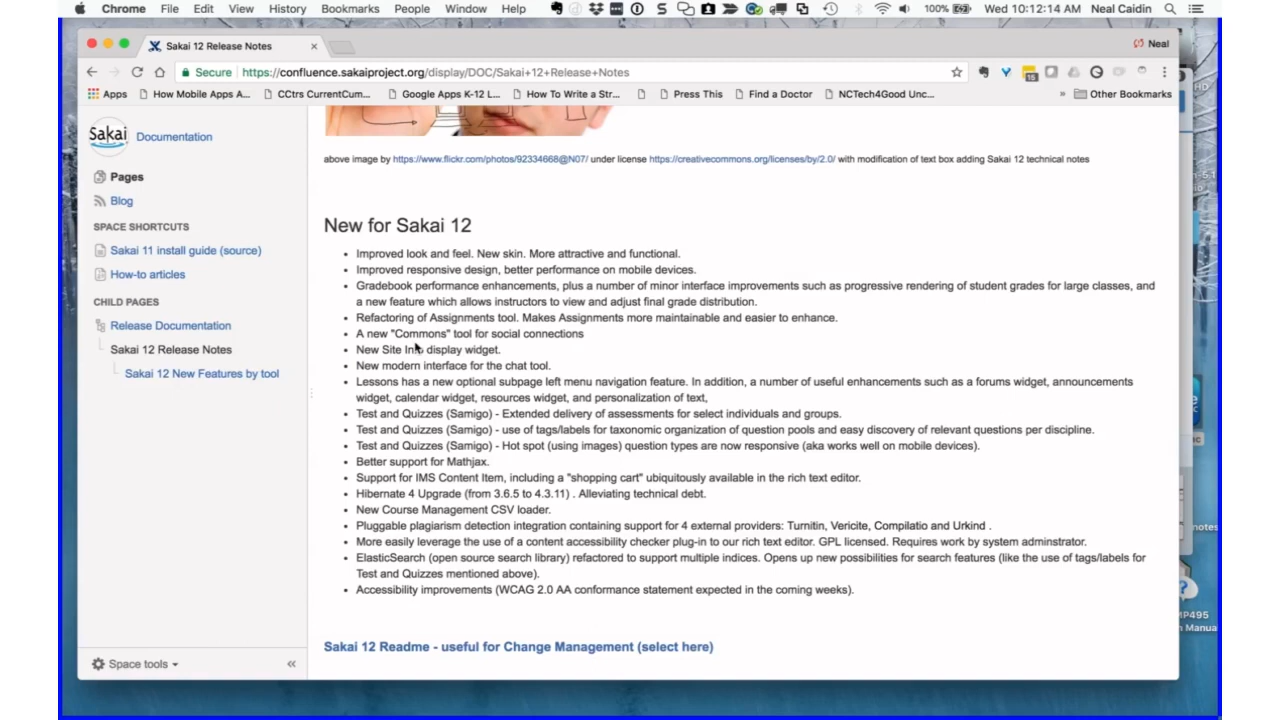 Chrome File Edit View History Bookmarks People Window Help 100% Wed 10:12:14 AM Neal Caidin
Sakai 12 Release Notes Neal
Secure https://confluence.sakaiproject.org/display/DOC/Sakai+12+Release+Notes
Apps How Mobile Apps A... CCtrs CurrentCum... Google Apps K-12 L... How To Write a Str... Press This Find a Doctor NCTech4Good Unc... » Other Bookmarks
Sakai Documentation
above image by https://www.flickr.com/photos/92334668@N07/ under license https://creativecommons.org/licenses/by/2.0/ with modification of text box adding Sakai 12 technical notes
Pages
Blog
SPACE SHORTCUTS
Sakai 11 install guide (source)
How-to articles
CHILD PAGES
Release Documentation
Sakai 12 Release Notes
Sakai 12 New Features by tool
Space tools
New for Sakai 12
• Improved look and feel. New skin. More attractive and functional.
• Improved responsive design, better performance on mobile devices.
• Gradebook performance enhancements, plus a number of minor interface improvements such as progressive rendering of student grades for large classes, and
a new feature which allows instructors to view and adjust final grade distribution.
• Refactoring of Assignments tool. Makes Assignments more maintainable and easier to enhance.
• A new "Commons" tool for social connections
• New Site Info display widget.
• New modern interface for the chat tool.
• Lessons has a new optional subpage left menu navigation feature. In addition, a number of useful enhancements such as a forums widget, announcements
widget, calendar widget, resources widget, and personalization of text,
• Test and Quizzes (Samigo) - Extended delivery of assessments for select individuals and groups.
• Test and Quizzes (Samigo) - use of tags/labels for taxonomic organization of question pools and easy discovery of relevant questions per discipline.
• Test and Quizzes (Samigo) - Hot spot (using images) question types are now responsive (aka works well on mobile devices).
• Better support for Mathjax.
• Support for IMS Content Item, including a "shopping cart" ubiquitously available in the rich text editor.
• Hibernate 4 Upgrade (from 3.6.5 to 4.3.11) . Alleviating technical debt.
• New Course Management CSV loader.
• Pluggable plagiarism detection integration containing support for 4 external providers: Turnitin, Vericite, Compilatio and Urkind .
• More easily leverage the use of a content accessibility checker plug-in to our rich text editor. GPL licensed. Requires work by system adminstrator.
• ElasticSearch (open source search library) refactored to support multiple indices. Opens up new possibilities for search features (like the use of tags/labels for
Test and Quizzes mentioned above).
• Accessibility improvements (WCAG 2.0 AA conformance statement expected in the coming weeks).
Sakai 12 Readme - useful for Change Management (select here)